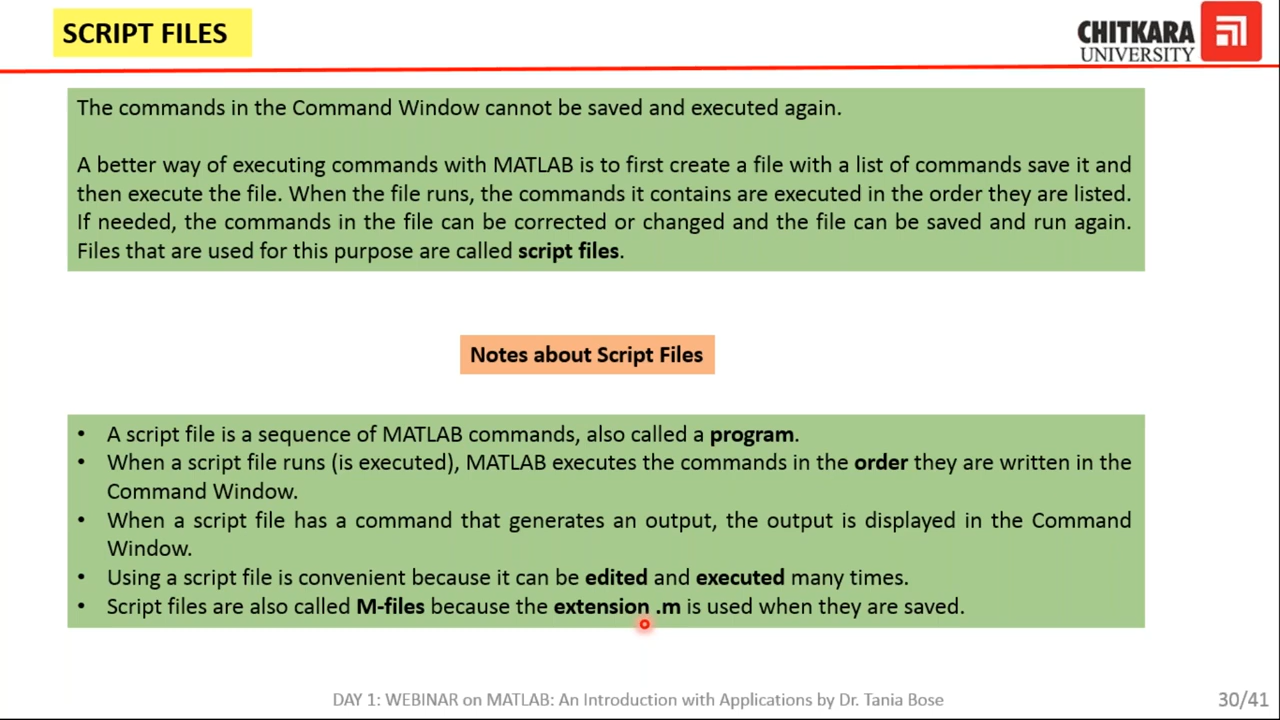 SCRIPT FILES
CHITKARA
UNIVERSITY
The commands in the Command Window cannot be saved and executed again.
A better way of executing commands with MATLAB is to first create a file with a list of commands save it and
then execute the file. When the file runs, the commands it contains are executed in the order they are listed.
If needed, the commands in the file can be corrected or changed and the file can be saved and run again.
Files that are used for this purpose are called script files.
Notes about Script Files
• A script file is a sequence of MATLAB commands, also called a program.
• When a script file runs (is executed), MATLAB executes the commands in the order they are written in the
Command Window.
• When a script file has a command that generates an output, the output is displayed in the Command
Window.
• Using a script file is convenient because it can be edited and executed many times.
• Script files are also called M-files because the extension .m is used when they are saved.
DAY 1: WEBINAR on MATLAB: An Introduction with Applications by Dr. Tania Bose
30/41